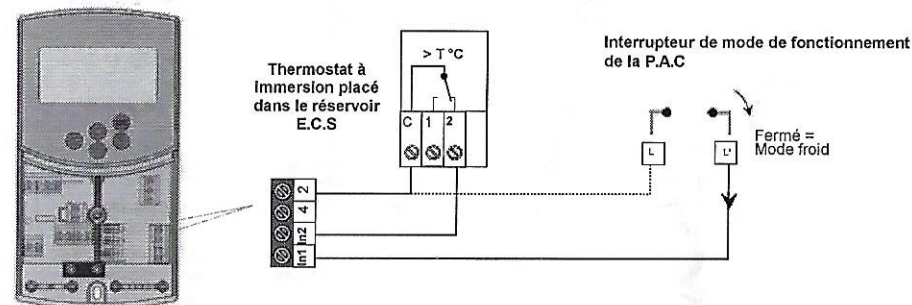 Thermostat à
Immersion placé
dans le réservoir
E.C.S
> T °C
C 1 2
Interrupteur de mode de fonctionnement
de la P.A.C
L
L'
Fermé =
Mode froid
2
4
In2
In1